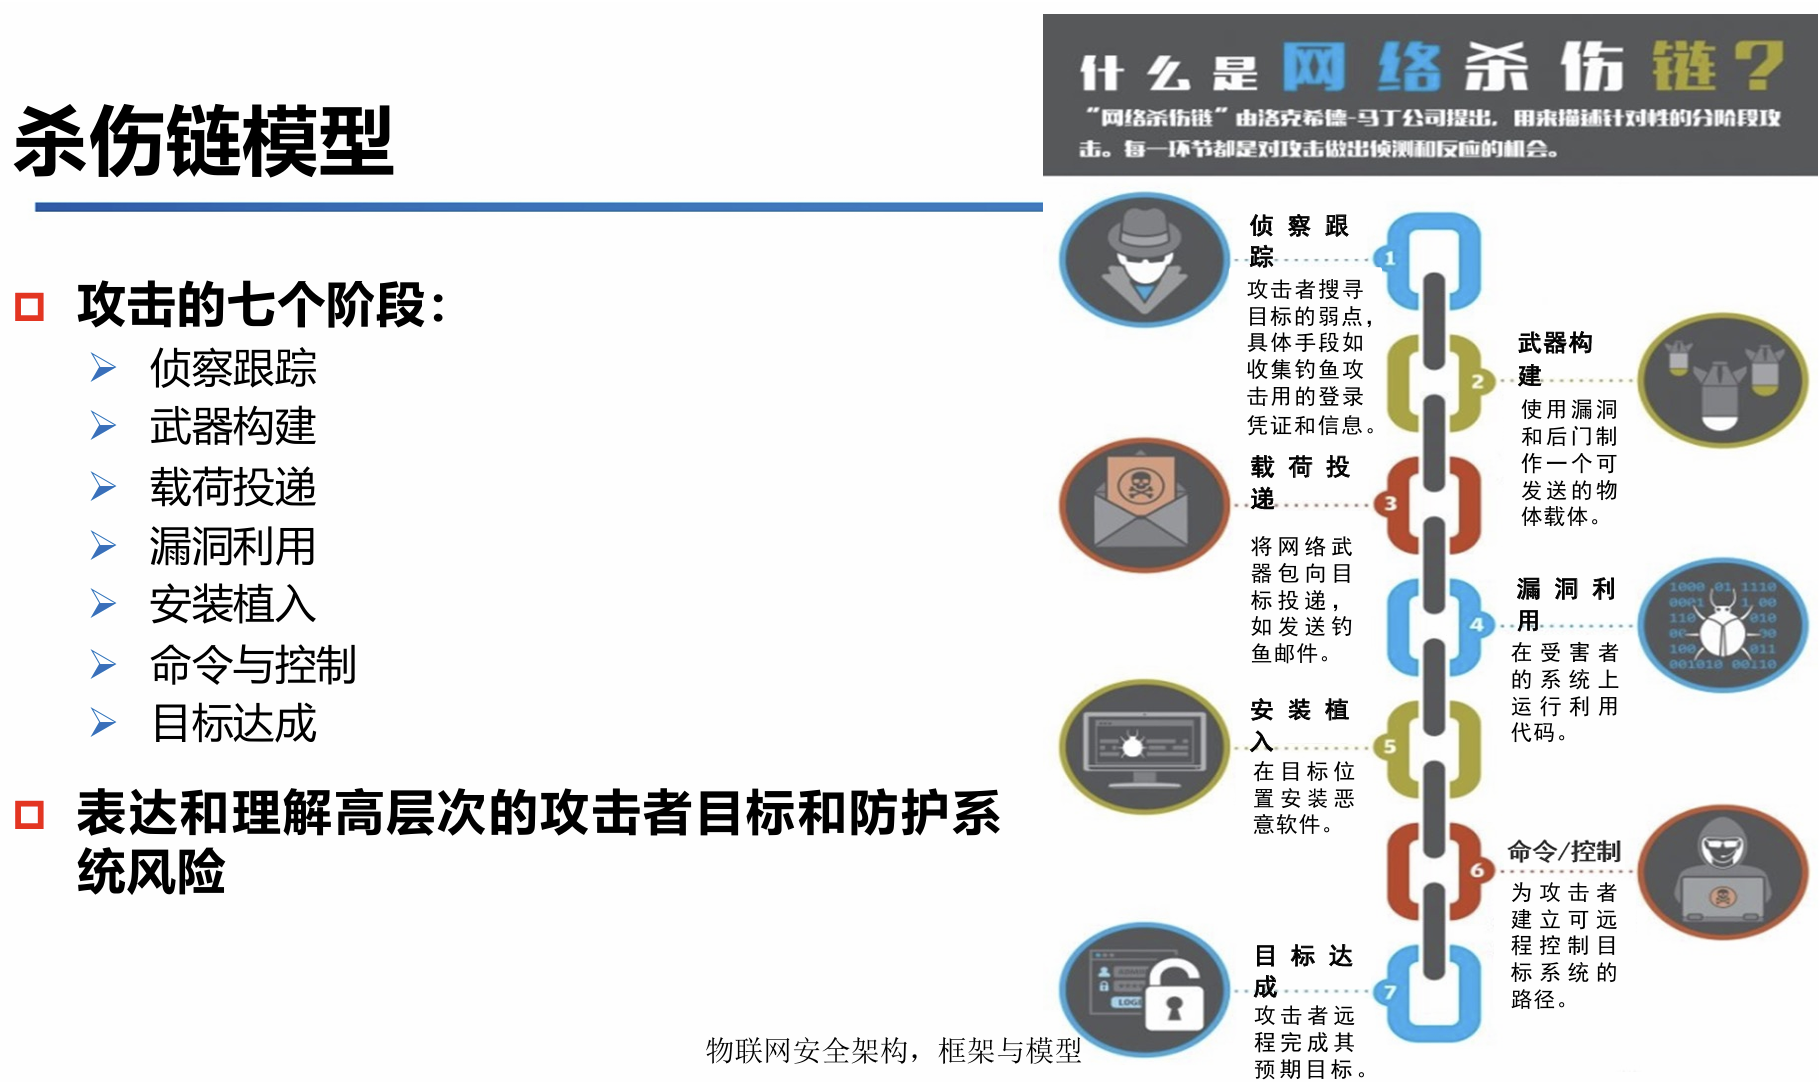 杀伤链模型
攻击的七个阶段：
侦察跟踪
武器构建
载荷投递
漏洞利用
安装植入
命令与控制
目标达成
表达和理解高层次的攻击者目标和防护系
统风险
什么是网络杀伤链？
“网络杀伤链”由洛克希德-马丁公司提出，用来描述针对性的分阶段攻
击。每一环节都是对攻击做出侦测和反应的机会。
侦察跟
踪
1
攻击者搜寻
目标的弱点，
具体手段如
收集钓鱼攻
击用的登录
凭证和信息。
武器构
建
2
使用漏洞
和后门制
作一个可
发送的物
体载体。
载荷投
递
3
将网络武
器包向目
标投递，
如发送钓
鱼邮件。
漏洞利
用
4
在受害者
的系统上
运行利用
代码。
安装植
入
5
在目标位
置安装恶
意软件。
命令/控制
6
为攻击者
建立可远
程控制目
标系统的
路径。
目标达
成
7
攻击者远
程完成其
预期目标。
物联网安全架构，框架与模型